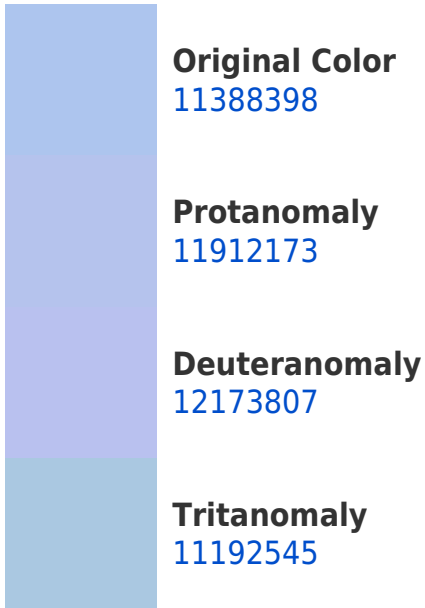 Original Color
11388398
Protanomaly
11912173
Deuteranomaly
12173807
Tritanomaly
11192545